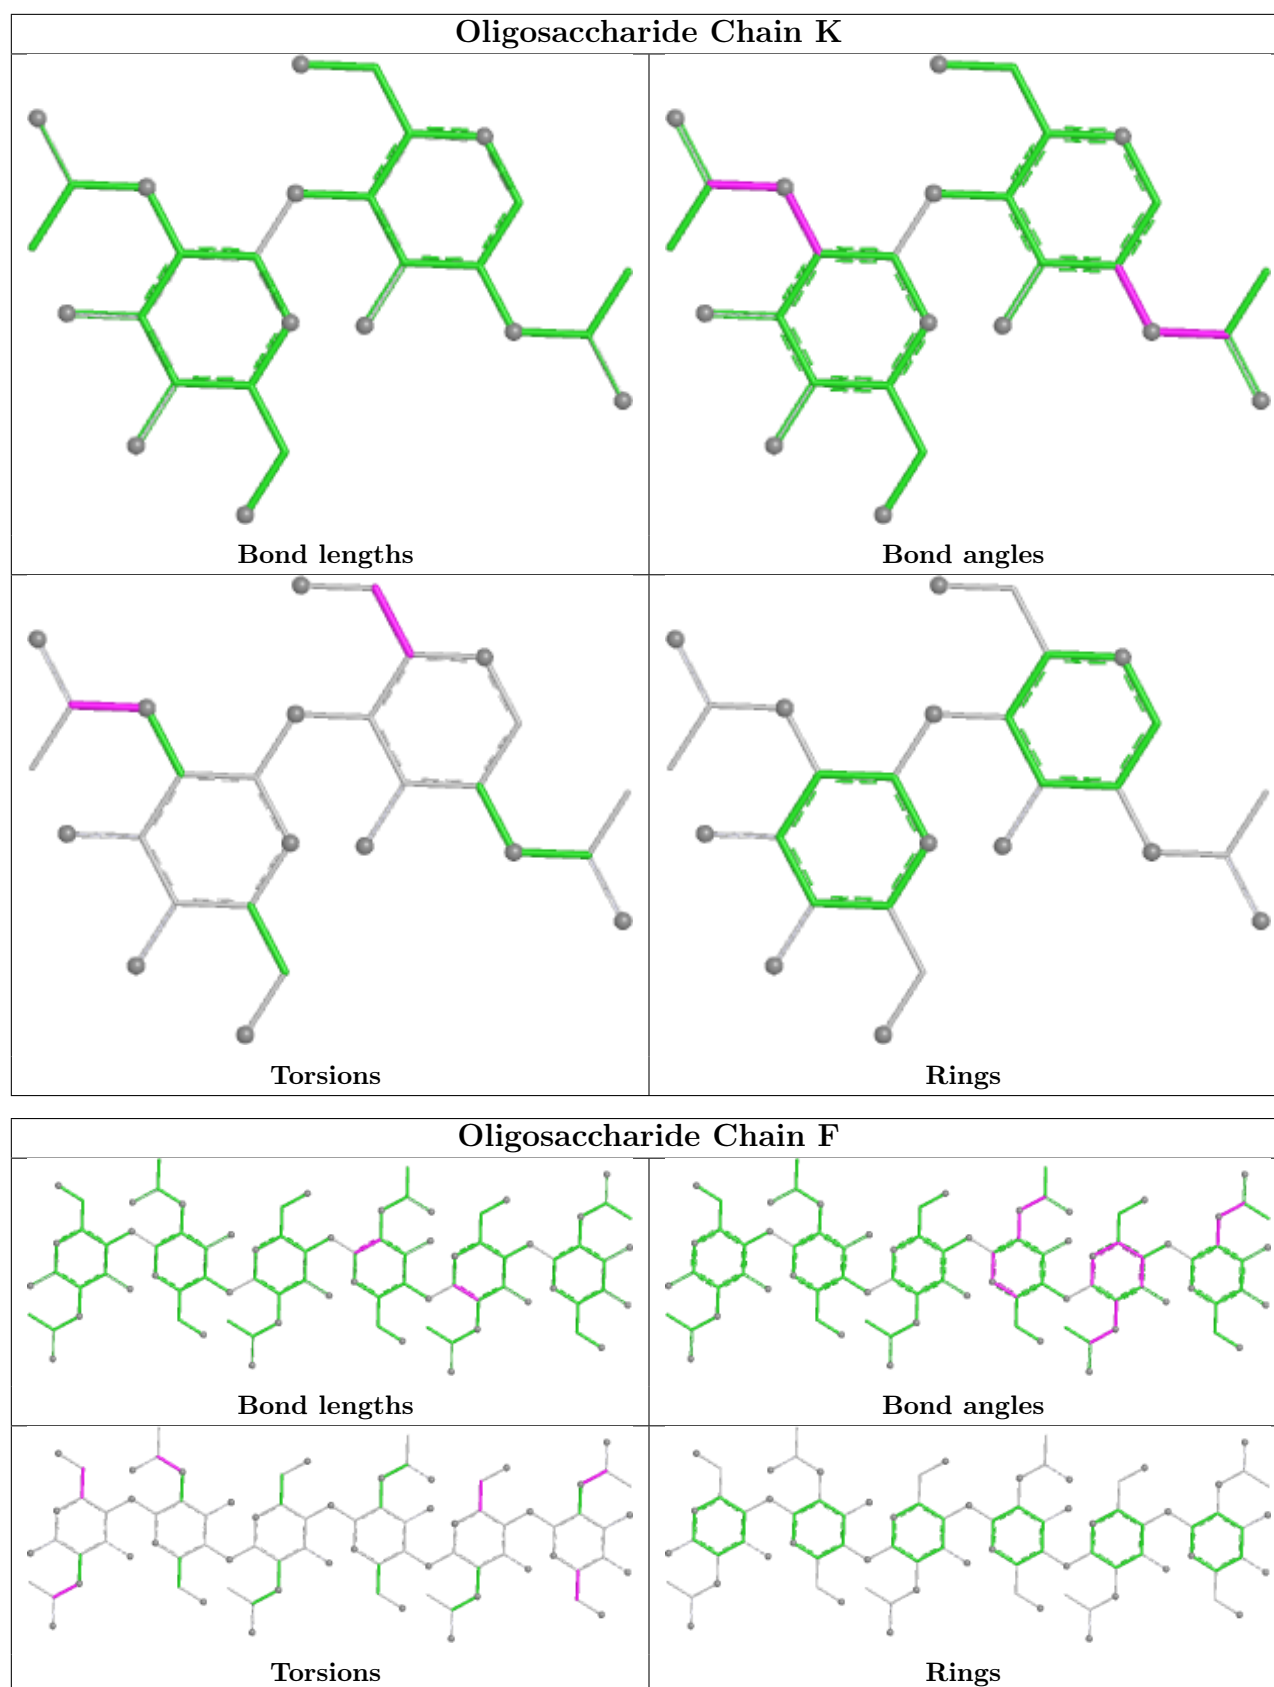 Oligosaccharide Chain K
Bond lengths
Bond angles
Torsions
Rings
Oligosaccharide Chain F
Bond lengths
Bond angles
Torsions
Rings